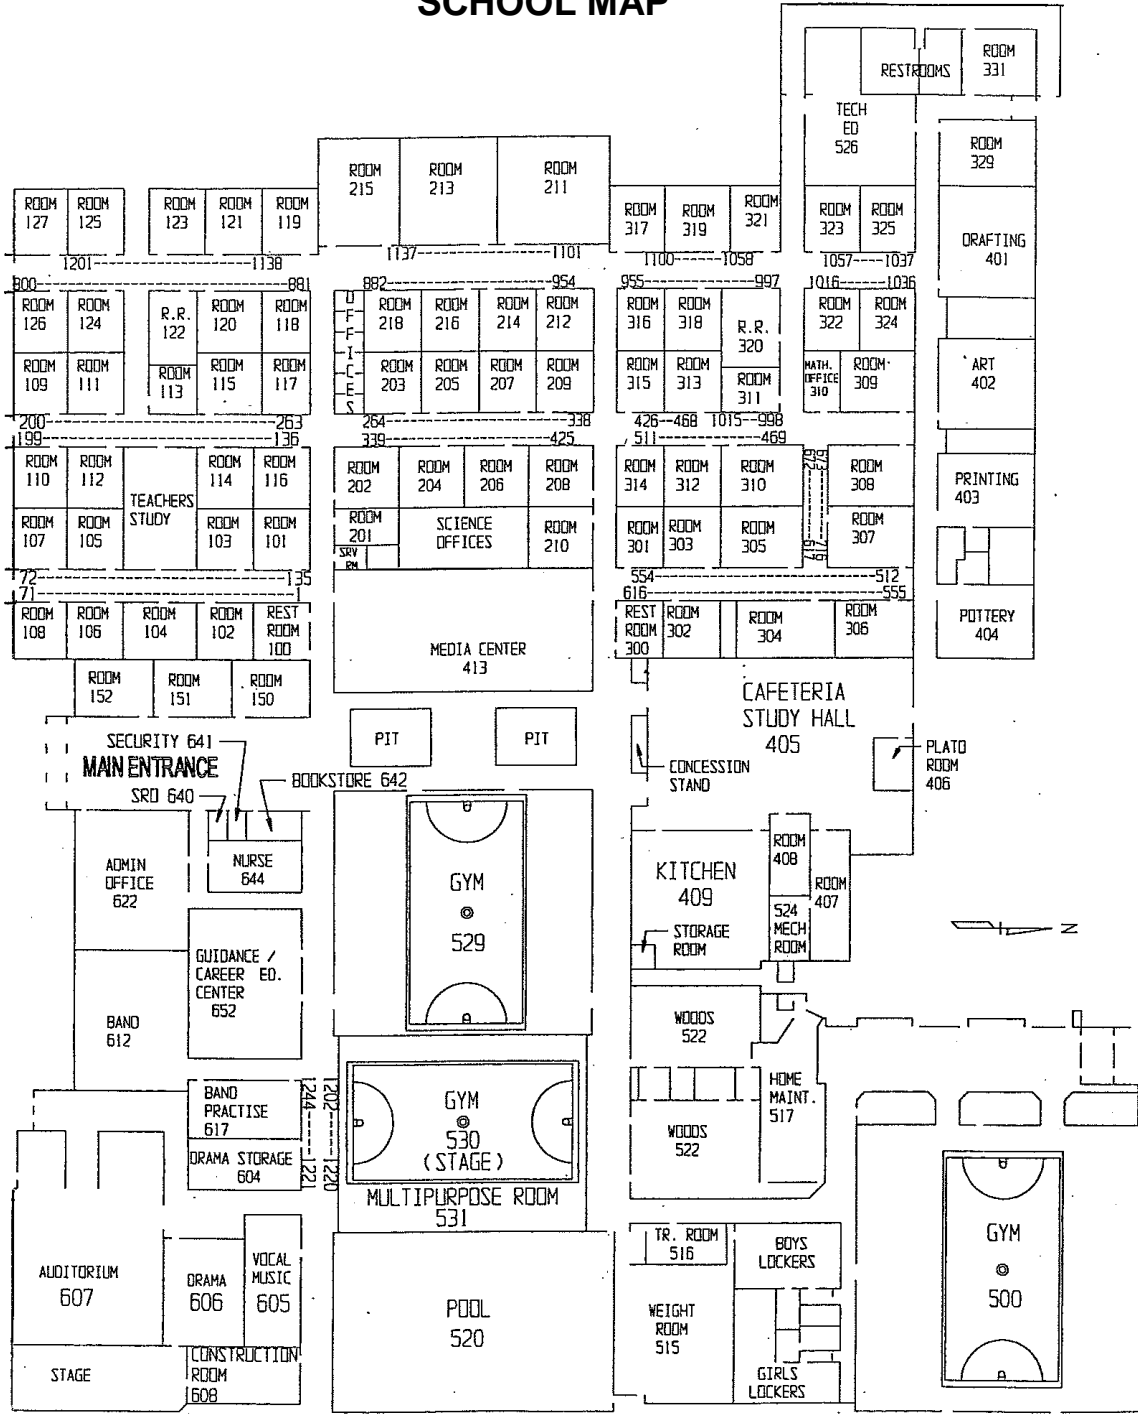 SCHOOL MAP
RESTROOMS
ROOM
331
TECH
ED
526
ROOM
329
ROOM
215
ROOM
213
ROOM
211
ROOM
127
ROOM
125
ROOM
123
ROOM
121
ROOM
119
ROOM
317
ROOM
319
ROOM
321
ROOM
323
ROOM
325
DRAFTING
401
1201--------1138
1137--------1101
1100------1058
1057------1037
800--------881
882--------954
955--------997
1016------1036
ROOM
126
ROOM
124
R.R.
122
ROOM
120
ROOM
118
OFFICES
ROOM
218
ROOM
216
ROOM
214
ROOM
212
ROOM
316
ROOM
318
R.R.
320
ROOM
322
ROOM
324
ROOM
109
ROOM
111
ROOM
113
ROOM
115
ROOM
117
ROOM
203
ROOM
205
ROOM
207
ROOM
209
ROOM
315
ROOM
313
ROOM
311
MATH.
OFFICE
310
ROOM
309
ART
402
200--------263
264--------338
426--468
1015--998
199--------136
339--------425
511--------469
ROOM
110
ROOM
112
TEACHERS
STUDY
ROOM
114
ROOM
116
ROOM
202
ROOM
204
ROOM
206
ROOM
208
ROOM
314
ROOM
312
ROOM
310
672--------617
673--------716
ROOM
308
PRINTING
403
ROOM
107
ROOM
105
ROOM
103
ROOM
101
ROOM
201
SRV
RM
SCIENCE
OFFICES
ROOM
210
ROOM
301
ROOM
303
ROOM
305
ROOM
307
72--------135
71--------1
554--------512
616--------555
ROOM
108
ROOM
106
ROOM
104
ROOM
102
REST
ROOM
100
MEDIA CENTER
413
REST
ROOM
300
ROOM
302
ROOM
304
ROOM
306
POTTERY
404
ROOM
152
ROOM
151
ROOM
150
CAFETERIA
STUDY HALL
405
PIT
PIT
SECURITY 641
MAIN ENTRANCE
SRO 640
BOOKSTORE 642
CONCESSION
STAND
PLATO
ROOM
406
ADMIN
OFFICE
622
NURSE
644
GYM
529
KITCHEN
409
STORAGE
ROOM
ROOM
408
524
MECH
ROOM
ROOM
407
N
GUIDANCE /
CAREER ED.
CENTER
652
BAND
612
WOODS
522
HOME
MAINT.
517
WOODS
522
BAND
PRACTISE
617
DRAMA STORAGE
604
1244------1221
1202------1220
GYM
530
(STAGE)
MULTIPURPOSE ROOM
531
TR. ROOM
516
BOYS
LOCKERS
GYM
500
AUDITORIUM
607
DRAMA
606
VOCAL
MUSIC
605
POOL
520
WEIGHT
ROOM
515
STAGE
CONSTRUCTION
ROOM
608
GIRLS
LOCKERS